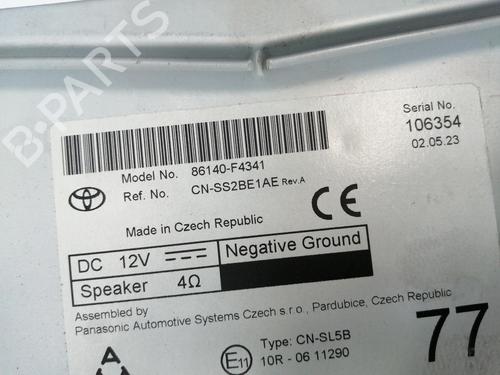 B-PARTS
Serial No.
106354
02.05.23
Model No. 86140-F4341
Ref. No. CN-SS2BE1AE Rev.A
Made in Czech Republic
CE
DC 12V
Negative Ground
Speaker 4Ω
Assembled by
Panasonic Automotive Systems Czech s.r.o., Pardubice, Czech Republic
77
Type: CN-SL5B
E11
10R - 06 11290